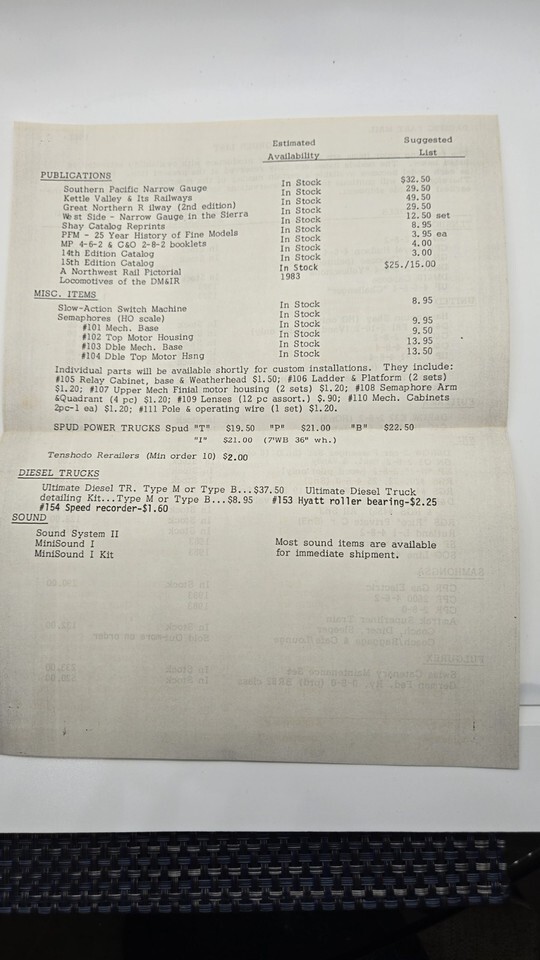 Estimated Suggested
Availability List
PUBLICATIONS
Southern Pacific Narrow Gauge In Stock $32.50
Kettle Valley & Its Railways In Stock 29.50
Great Northern R ilway (2nd edition) In Stock 49.50
West Side - Narrow Gauge in the Sierra In Stock 29.50
Shay Catalog Reprints In Stock 12.50 set
PFM - 25 Year History of Fine Models In Stock 8.95
MP 4-6-2 & C&O 2-8-2 booklets In Stock 3.95 ea
14th Edition Catalog In Stock 4.00
15th Edition Catalog In Stock 3.00
A Northwest Rail Pictorial In Stock $25./15.00
Locomotives of the DM&IR 1983
MISC. ITEMS
Slow-Action Switch Machine In Stock 8.95
Semaphores (HO scale)
#101 Mech. Base In Stock 9.95
#102 Top Motor Housing In Stock 9.50
#103 Dble Mech. Base In Stock 13.95
#104 Dble Top Motor Hsng In Stock 13.50
Individual parts will be available shortly for custom installations. They include:
#105 Relay Cabinet, base & Weatherhead $1.50; #106 Ladder & Platform (2 sets)
$1.20; #107 Upper Mech Finial motor housing (2 sets) $1.20; #108 Semaphore Arm
&Quadrant (4 pc) $1.20; #109 Lenses (12 pc assort.) $.90; #110 Mech. Cabinets
2pc-1 ea) $1.20; #111 Pole & operating wire (1 set) $1.20.
SPUD POWER TRUCKS Spud "T" $19.50 "P" $21.00 "B" $22.50
"I" $21.00 (7'WB 36" wh.)
Tenshodo Rerailers (Min order 10) $2.00
DIESEL TRUCKS
Ultimate Diesel TR. Type M or Type B...$37.50 Ultimate Diesel Truck
detailing Kit...Type M or Type B...$8.95 #153 Hyatt roller bearing-$2.25
#154 Speed recorder-$1.60
SOUND
Sound System II
MiniSound I Most sound items are available
MiniSound I Kit for immediate shipment.